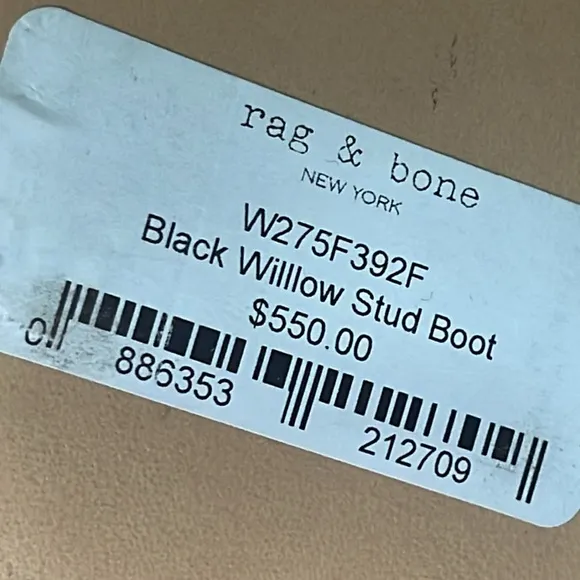 rag & bone
NEW YORK
W275F392F
Black Willlow Stud Boot
$550.00
0 886353 212709